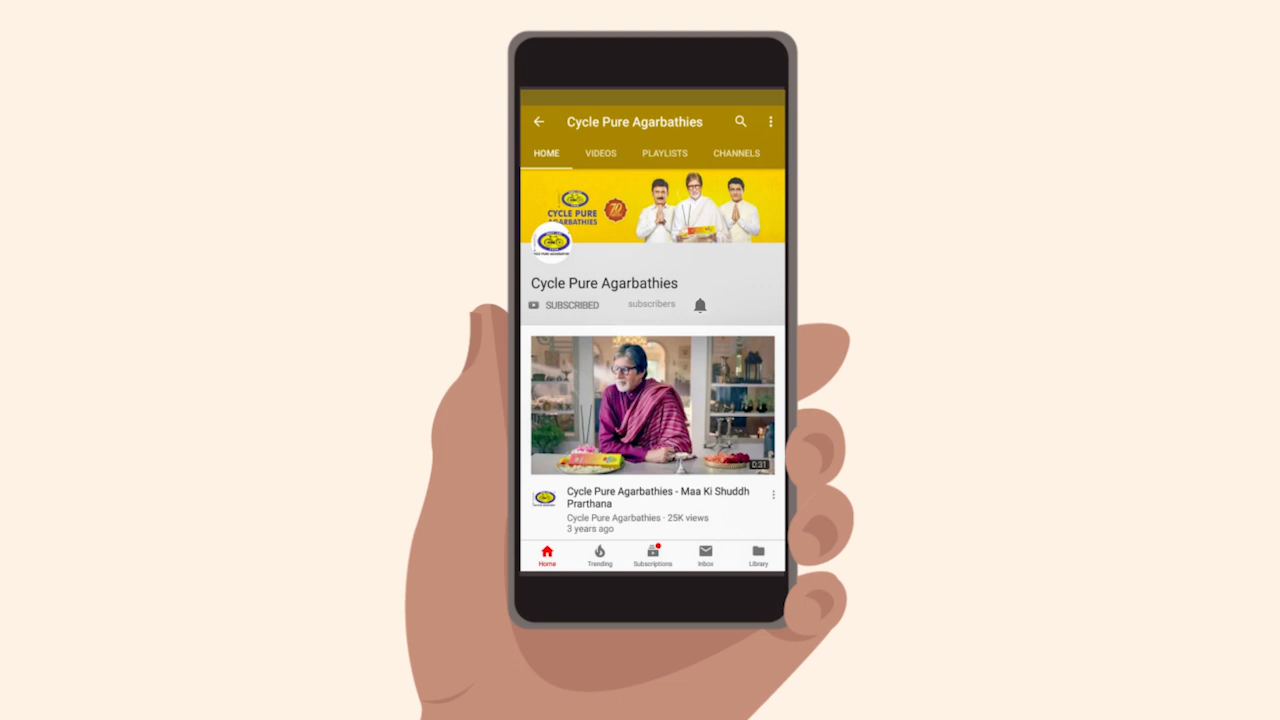 Cycle Pure Agarbathies
HOME VIDEOS PLAYLISTS CHANNELS
CYCLE PURE
AGARBATHIES
70
Cycle Pure Agarbathies
SUBSCRIBED subscribers
0:31
Cycle Pure Agarbathies - Maa Ki Shuddh
Prarthana
Cycle Pure Agarbathies · 25K views
3 years ago
Home Trending Subscriptions Inbox Library